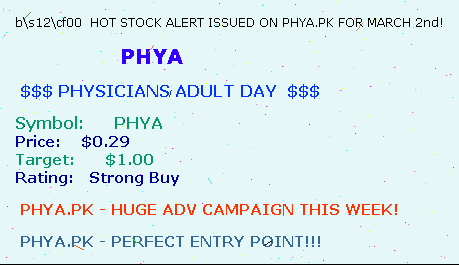 b\s12\cf00 HOT STOCK ALERT ISSUED ON PHYA.PK FOR MARCH 2nd!
PHYA
$$$ PHYSICIANS ADULT DAY $$$
Symbol: PHYA
Price: $0.29
Target: $1.00
Rating: Strong Buy
PHYA.PK - HUGE ADV CAMPAIGN THIS WEEK!
PHYA.PK - PERFECT ENTRY POINT!!!